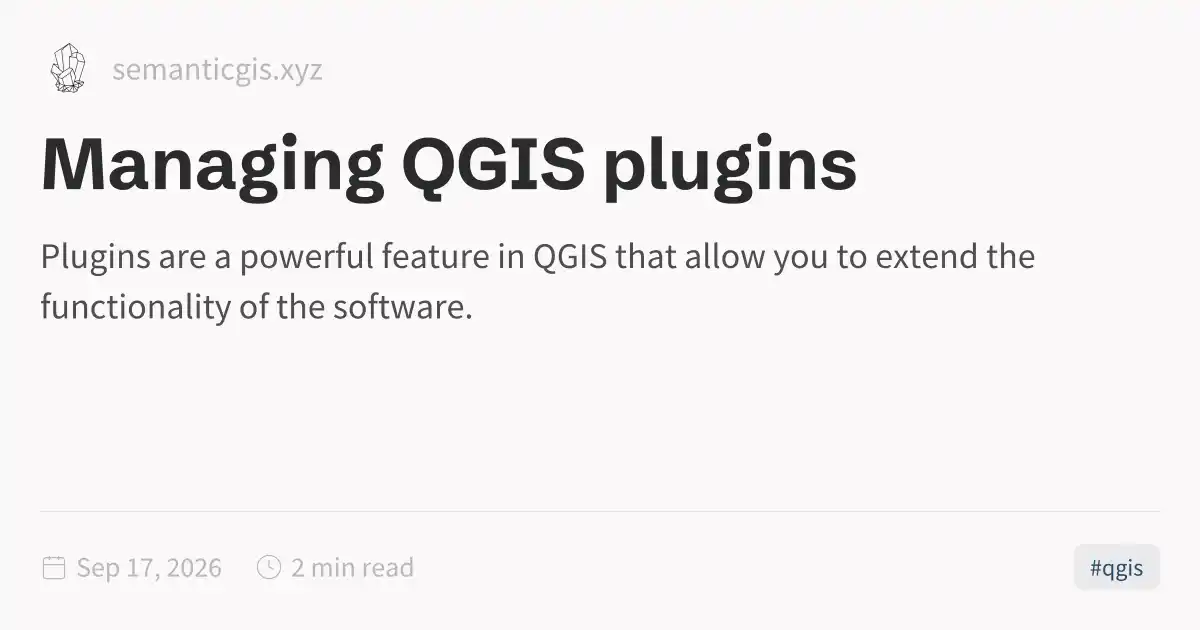 semanticgis.xyz
Managing QGIS plugins
Plugins are a powerful feature in QGIS that allow you to extend the
functionality of the software.
Sep 17, 2026 2 min read #qgis